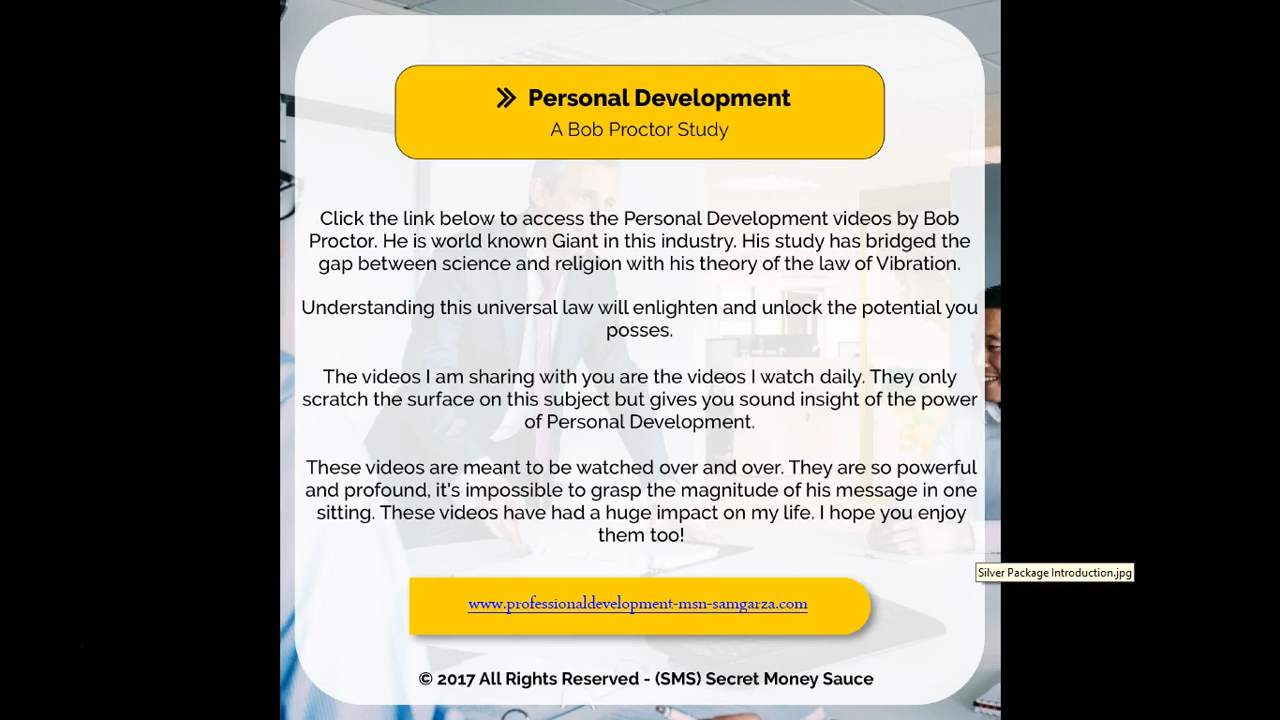 Personal Development
A Bob Proctor Study
Click the link below to access the Personal Development videos by Bob
Proctor. He is world known Giant in this industry. His study has bridged the
gap between science and religion with his theory of the law of Vibration.
Understanding this universal law will enlighten and unlock the potential you
posses.
The videos I am sharing with you are the videos I watch daily. They only
scratch the surface on this subject but gives you sound insight of the power
of Personal Development.
These videos are meant to be watched over and over. They are so powerful
and profound, it's impossible to grasp the magnitude of his message in one
sitting. These videos have had a huge impact on my life. I hope you enjoy
them too!
Silver Package Introduction.jpg
www.professionaldevelopment-msn-samgarza.com
© 2017 All Rights Reserved - (SMS) Secret Money Sauce